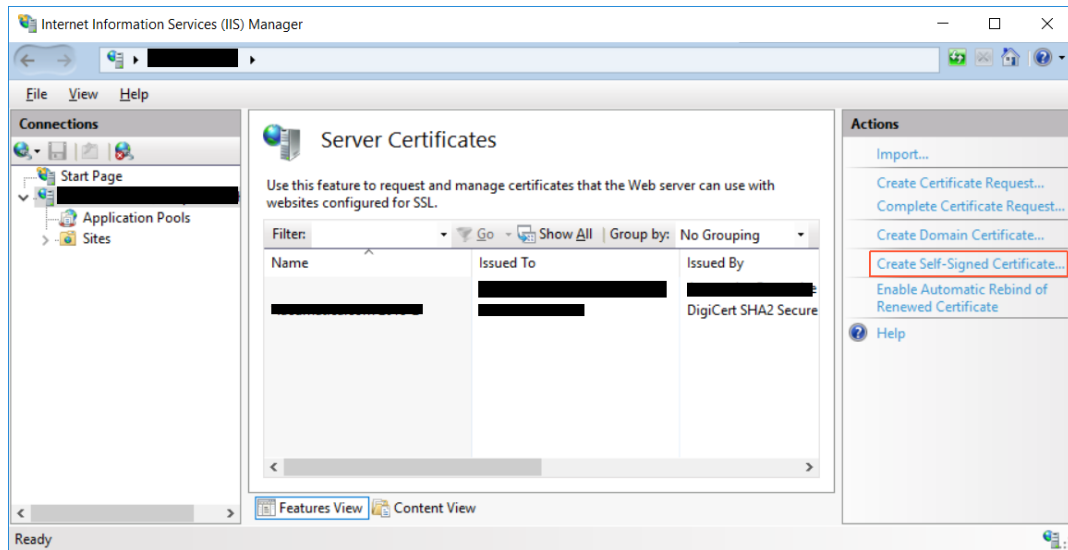 Internet Information Services (IIS) Manager
File View Help
Connections
Start Page
Application Pools
Sites
Server Certificates
Use this feature to request and manage certificates that the Web server can use with
websites configured for SSL.
Filter: Go Show All Group by: No Grouping
Name Issued To Issued By
DigiCert SHA2 Secure
Features View Content View
Actions
Import...
Create Certificate Request...
Complete Certificate Request...
Create Domain Certificate...
Create Self-Signed Certificate...
Enable Automatic Rebind of
Renewed Certificate
Help
Ready